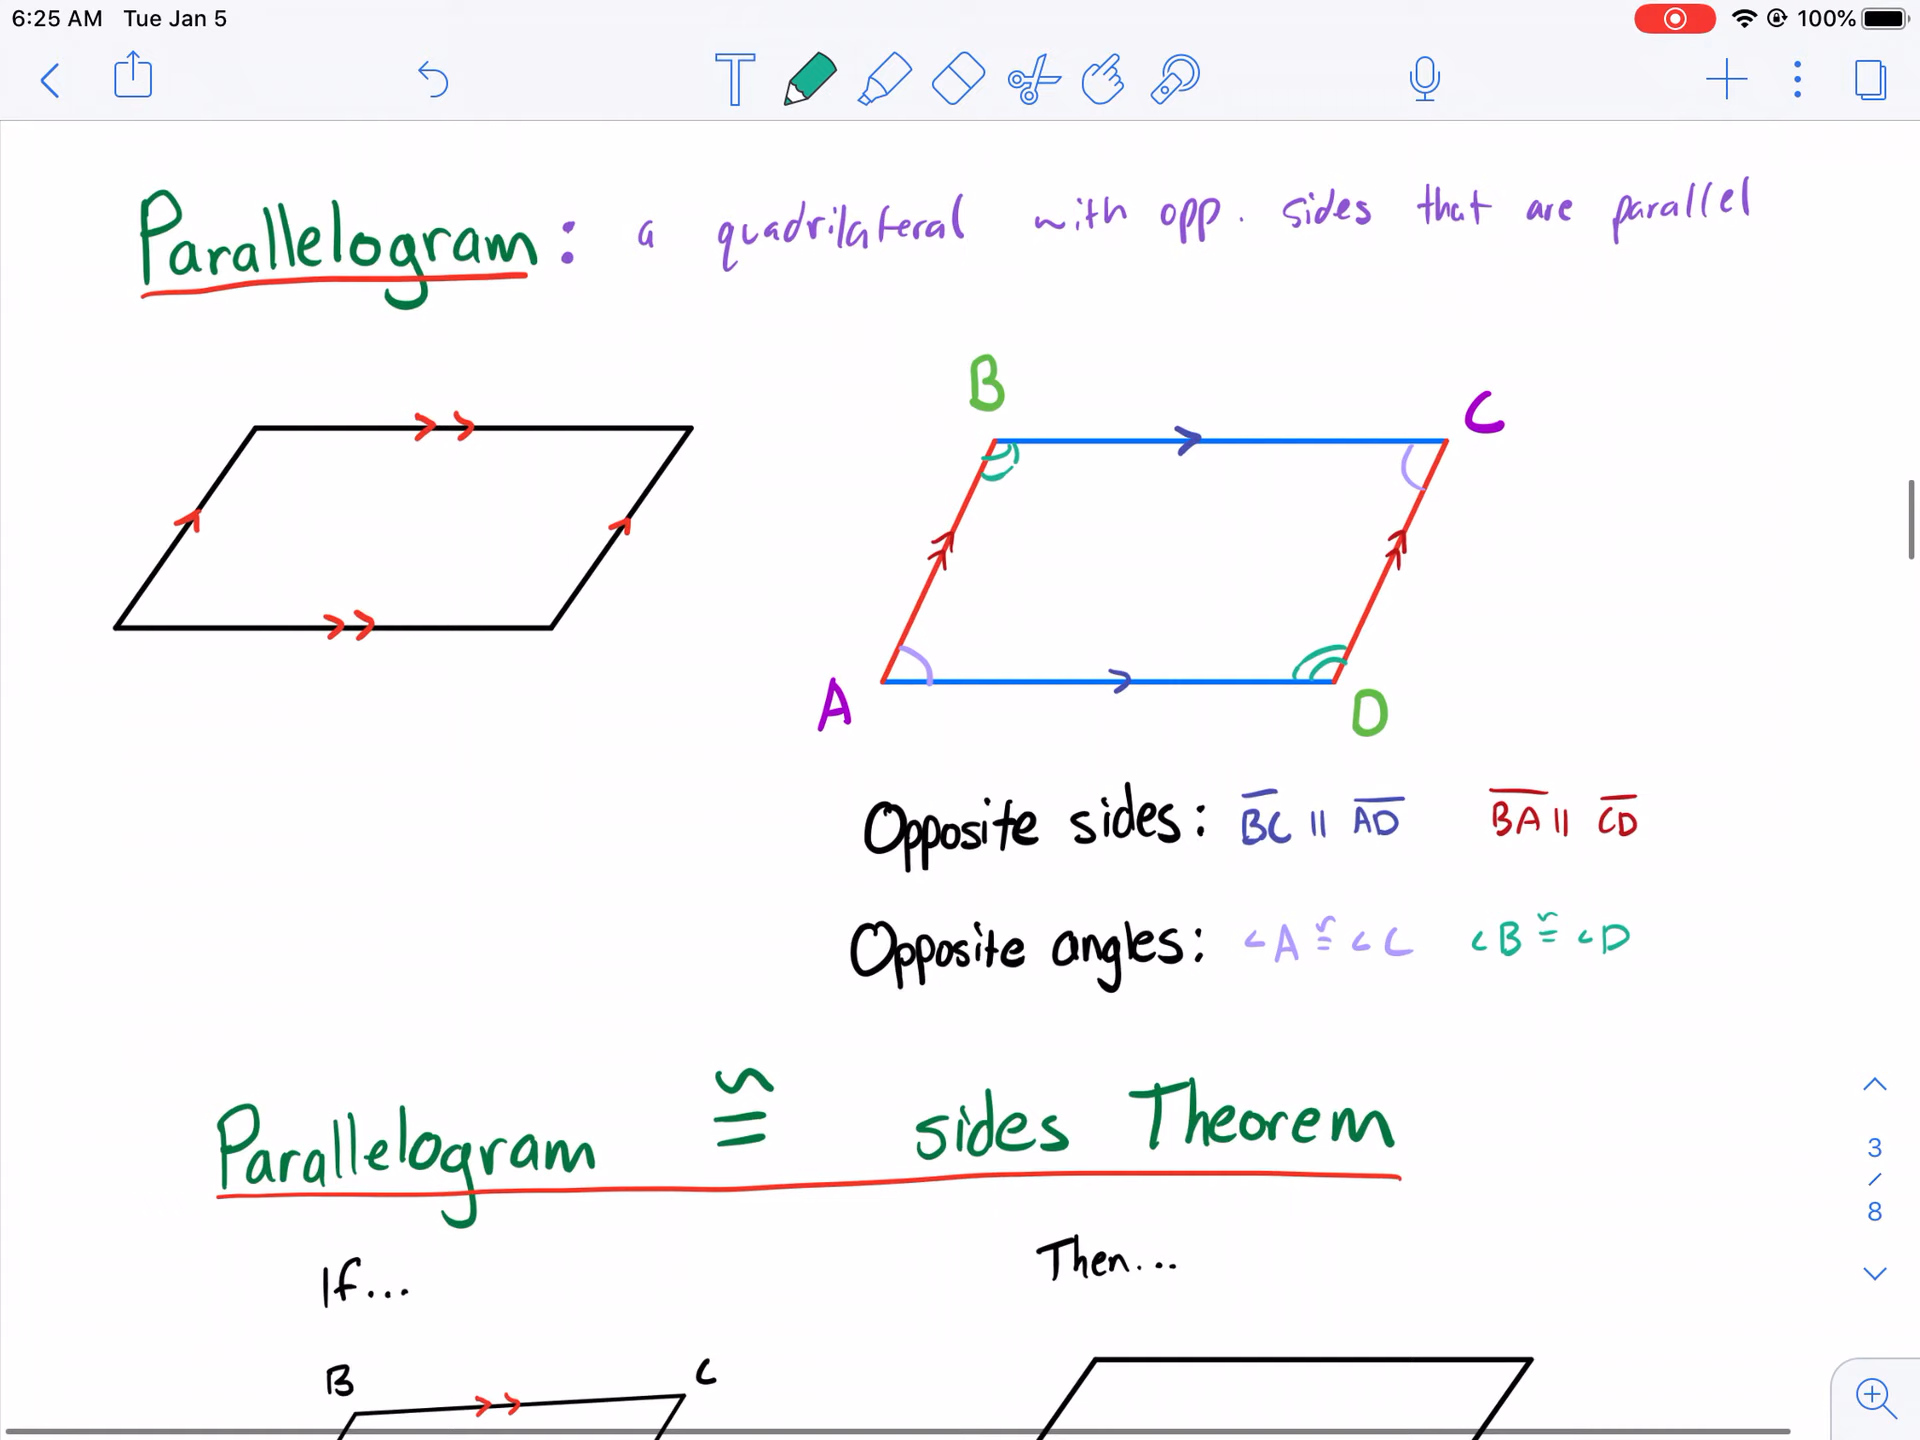 6:25 AM Tue Jan 5
100%
Parallelogram: a quadrilateral with opp. sides that are parallel
B
C
A
D
Opposite sides: BC || AD BA || CD
Opposite angles: ∠A ≅ ∠C ∠B ≅ ∠D
Parallelogram ≅ sides Theorem
3
/
8
If...
Then...
B
C